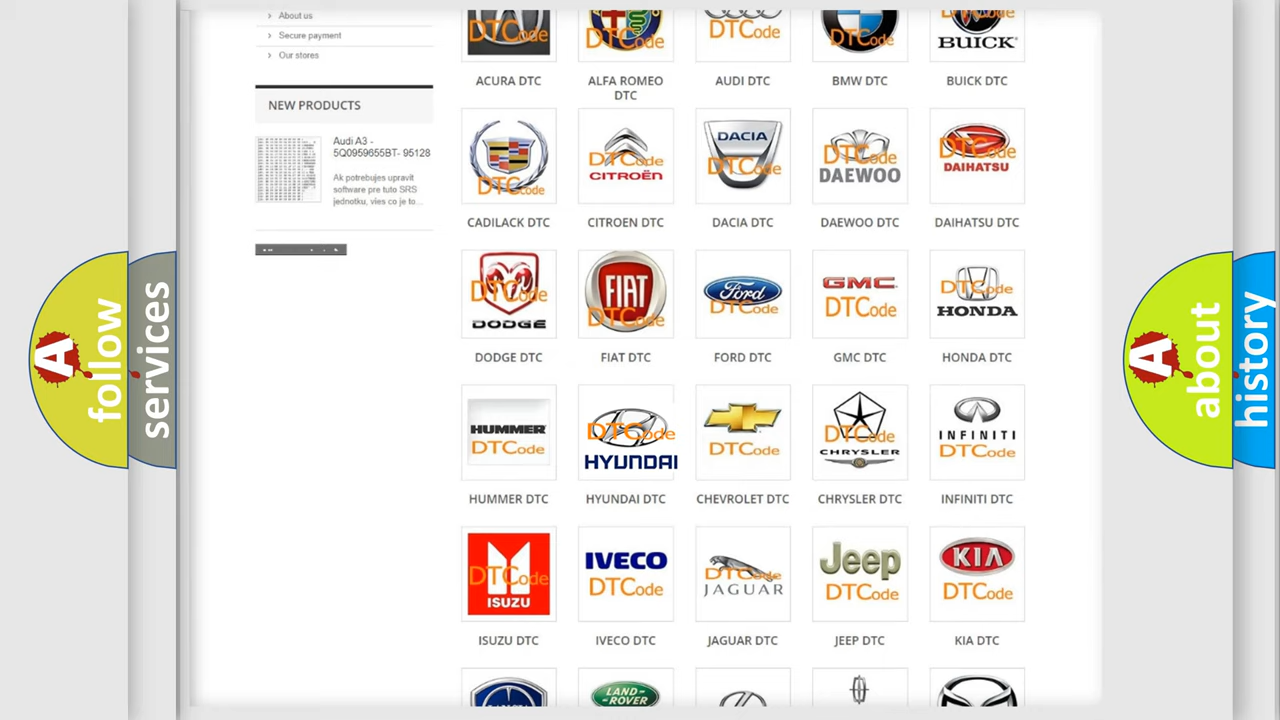 About us
Secure payment
Our stores
NEW PRODUCTS
Audi A3 -
5Q0959655BT- 95128
Ak potrebujes upravit
software pre tuto SRS
jednotku, vies co je to...
DTCode
DTCode
DTCode
DTCode
BUICK
ACURA DTC
ALFA ROMEO
DTC
AUDI DTC
BMW DTC
BUICK DTC
DTCode
DTCode
CITROËN
DACIA
DTCode
DTCode
DAEWOO
DTCode
DAIHATSU
CADILACK DTC
CITROEN DTC
DACIA DTC
DAEWOO DTC
DAIHATSU DTC
DTCode
DODGE
FIAT
DTCode
Ford
DTCode
GMC
DTCode
DTCode
HONDA
DODGE DTC
FIAT DTC
FORD DTC
GMC DTC
HONDA DTC
HUMMER
DTCode
DTCode
HYUNDAI
DTCode
DTCode
CHRYSLER
INFINITI
DTCode
HUMMER DTC
HYUNDAI DTC
CHEVROLET DTC
CHRYSLER DTC
INFINITI DTC
DTCode
ISUZU
IVECO
DTCode
DTCode
JAGUAR
Jeep
DTCode
KIA
DTCode
ISUZU DTC
IVECO DTC
JAGUAR DTC
JEEP DTC
KIA DTC
LAND-
ROVER
A
follow
services
A
about
history